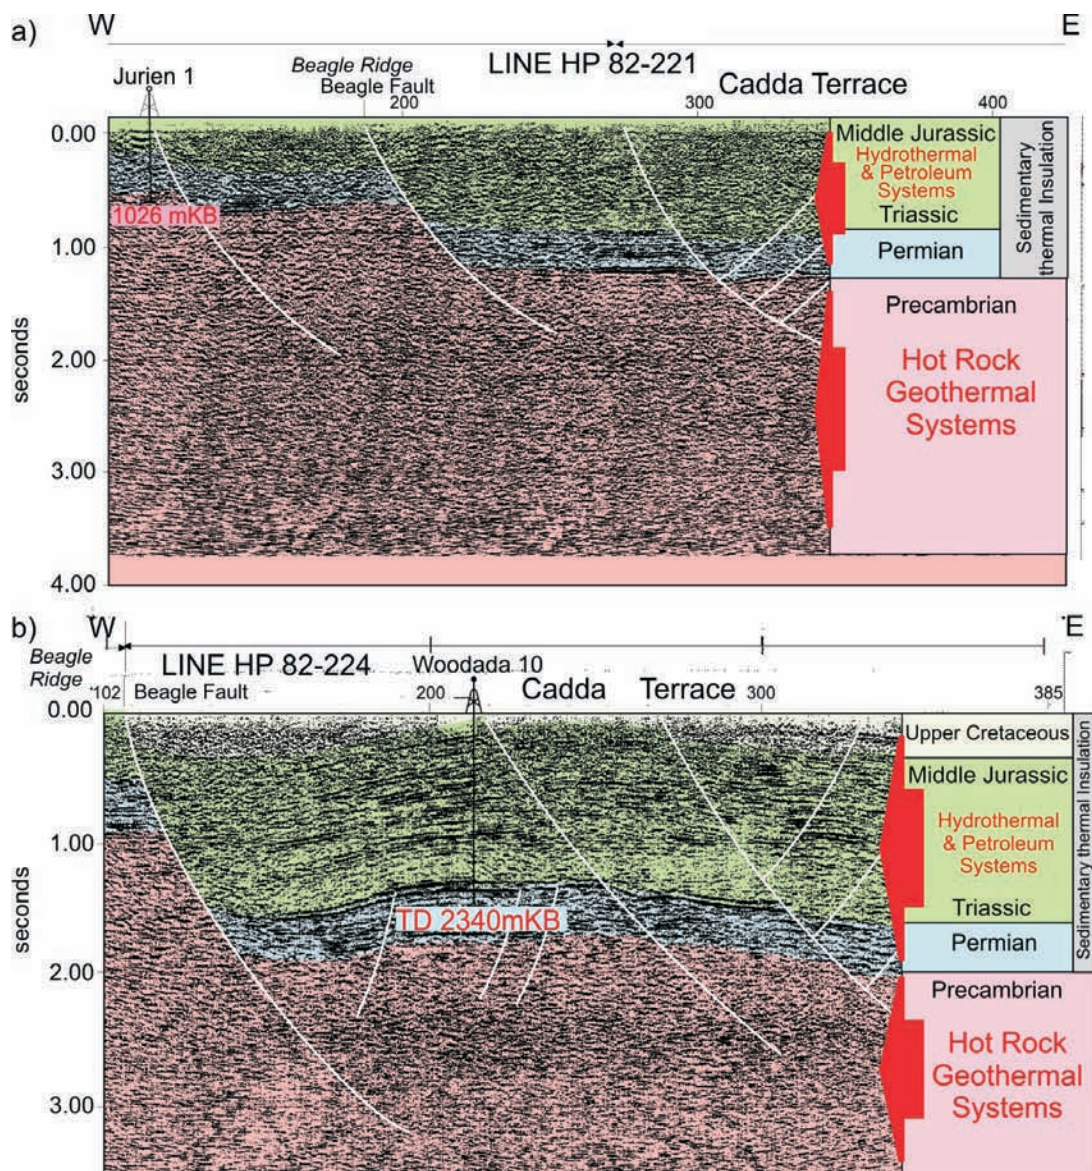 a)
W
E
LINE HP 82-221
Jurien 1
Beagle Ridge
Beagle Fault
Cadda Terrace
200
300
400
0.00
1.00
2.00
3.00
4.00
seconds
1026 mKB
Middle Jurassic
Hydrothermal
& Petroleum
Systems
Triassic
Permian
Sedimentary
thermal Insulation
Precambrian
Hot Rock
Geothermal
Systems
b)
W
E
Beagle
Ridge
LINE HP 82-224
Woodada 10
102
Beagle Fault
200
Cadda Terrace
300
385
0.00
1.00
2.00
3.00
seconds
TD 2340mKB
Upper Cretaceous
Middle Jurassic
Hydrothermal
& Petroleum
Systems
Triassic
Permian
Sedimentary thermal Insulation
Precambrian
Hot Rock
Geothermal
Systems